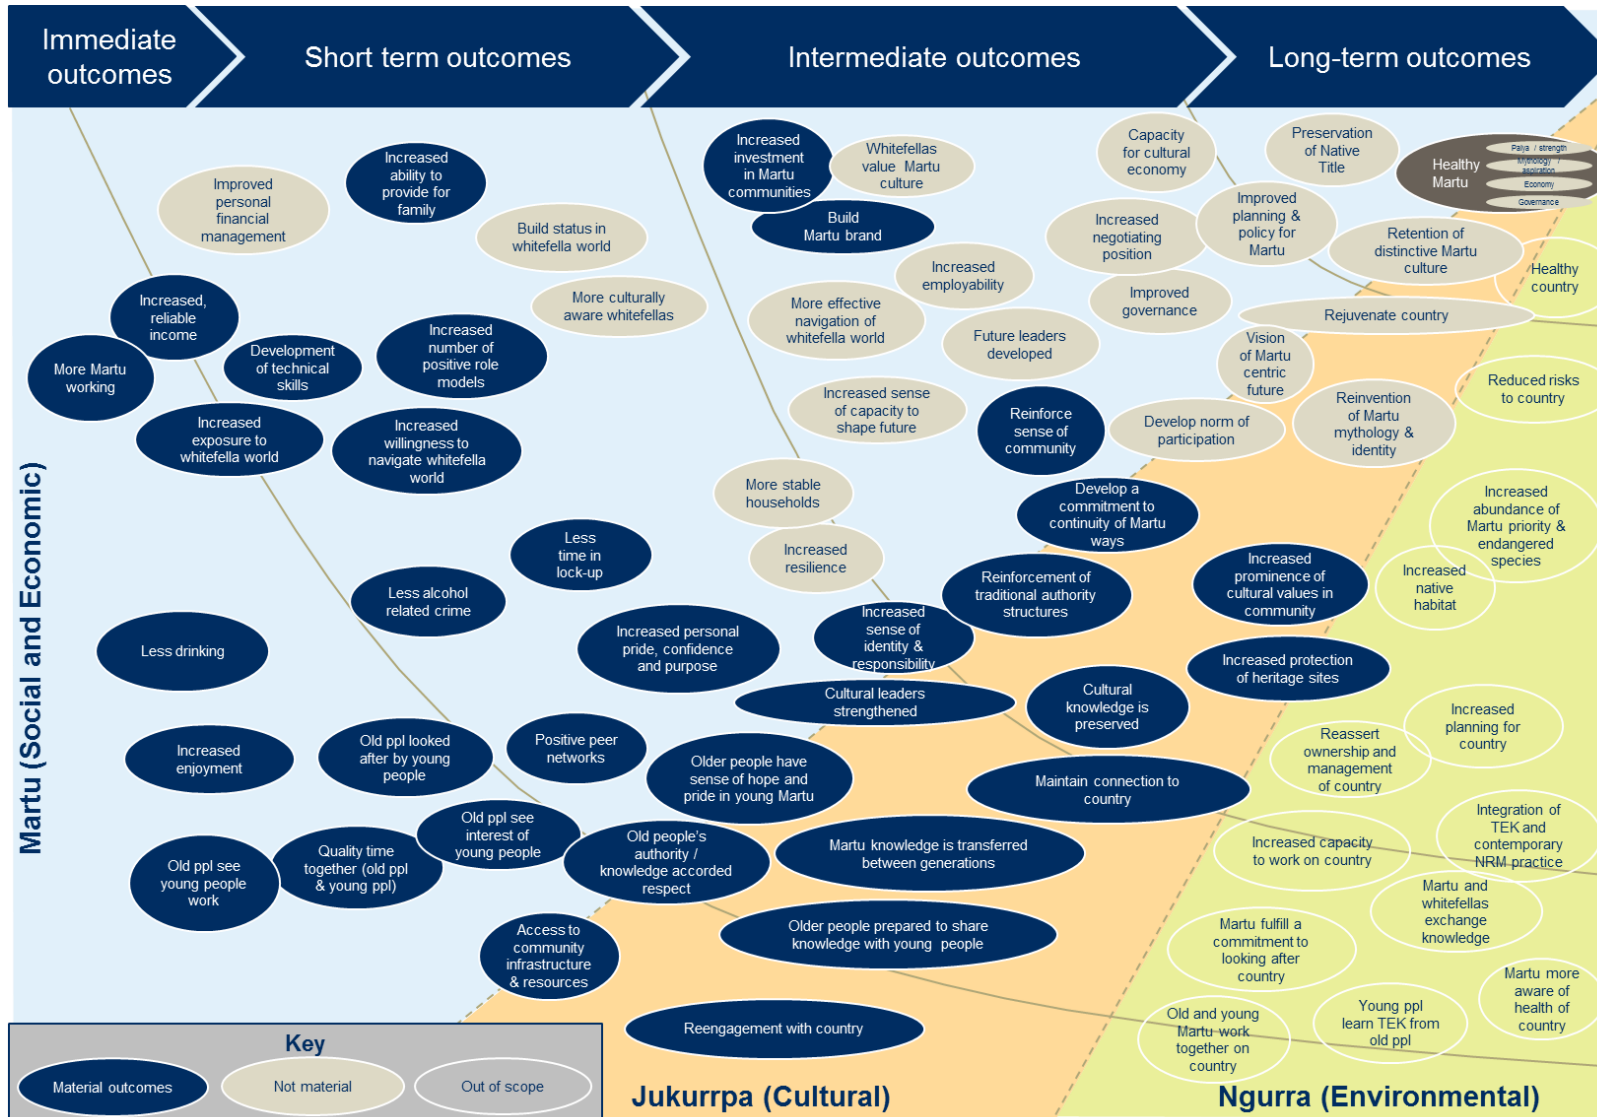 Immediate
outcomes
Short term outcomes
Intermediate outcomes
Long-term outcomes
Martu (Social and Economic)
Improved
personal
financial
management
Increased
ability to
provide for
family
Build status in
whitefella world
More culturally
aware whitefellas
Increased,
reliable
income
More Martu
working
Development
of technical
skills
Increased
number of
positive role
models
Increased
exposure to
whitefella world
Increased
willingness to
navigate whitefella
world
Less
time in
lock-up
Less alcohol
related crime
Less drinking
Increased personal
pride, confidence
and purpose
Increased
enjoyment
Old ppl looked
after by young
people
Positive peer
networks
Old ppl see
interest of
young people
Old ppl see
young people
work
Quality time
together (old ppl
& young ppl)
Access to
community
infrastructure
& resources
Increased
investment
in Martu
communities
Whitefellas
value Martu
culture
Build
Martu brand
Capacity
for cultural
economy
Preservation
of Native
Title
Healthy
Martu
Palya / strength
Mythology /
aspiration
Economy
Governance
Increased
negotiating
position
Improved
planning &
policy for
Martu
Retention of
distinctive Martu
culture
Healthy
country
Increased
employability
More effective
navigation of
whitefella world
Improved
governance
Rejuvenate country
Future leaders
developed
Vision
of Martu
centric
future
Reduced risks
to country
Increased sense
of capacity to
shape future
Reinforce
sense of
community
Develop norm of
participation
Reinvention
of Martu
mythology &
identity
More stable
households
Develop a
commitment to
continuity of Martu
ways
Increased
abundance of
Martu priority &
endangered
species
Increased
resilience
Reinforcement of
traditional authority
structures
Increased
prominence of
cultural values in
community
Increased
native
habitat
Increased
sense of
identity &
responsibility
Increased protection
of heritage sites
Cultural leaders
strengthened
Cultural
knowledge is
preserved
Increased
planning for
country
Reassert
ownership and
management
of country
Older people have
sense of hope and
pride in young Martu
Maintain connection to
country
Old people's
authority /
knowledge accorded
respect
Martu knowledge is transferred
between generations
Increased capacity
to work on country
Integration of
TEK and
contemporary
NRM practice
Older people prepared to share
knowledge with young people
Martu and
whitefellas
exchange
knowledge
Martu fulfill a
commitment to
looking after
country
Martu more
aware of
health of
country
Reengagement with country
Old and young
Martu work
together on
country
Young ppl
learn TEK from
old ppl
Key
Material outcomes
Not material
Out of scope
Jukurrpa (Cultural)
Ngurra (Environmental)